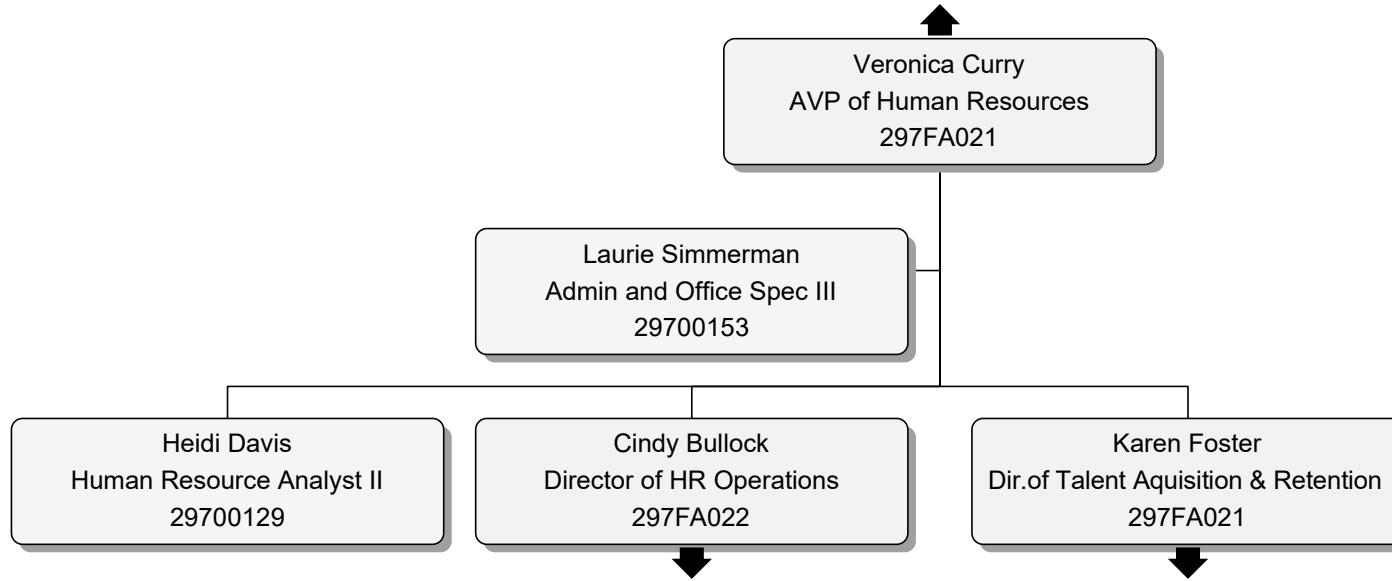 Veronica Curry
AVP of Human Resources
297FA021
Laurie Simmerman
Admin and Office Spec III
29700153
Heidi Davis
Human Resource Analyst II
29700129
Cindy Bullock
Director of HR Operations
297FA022
Karen Foster
Dir.of Talent Aquisition & Retention
297FA021